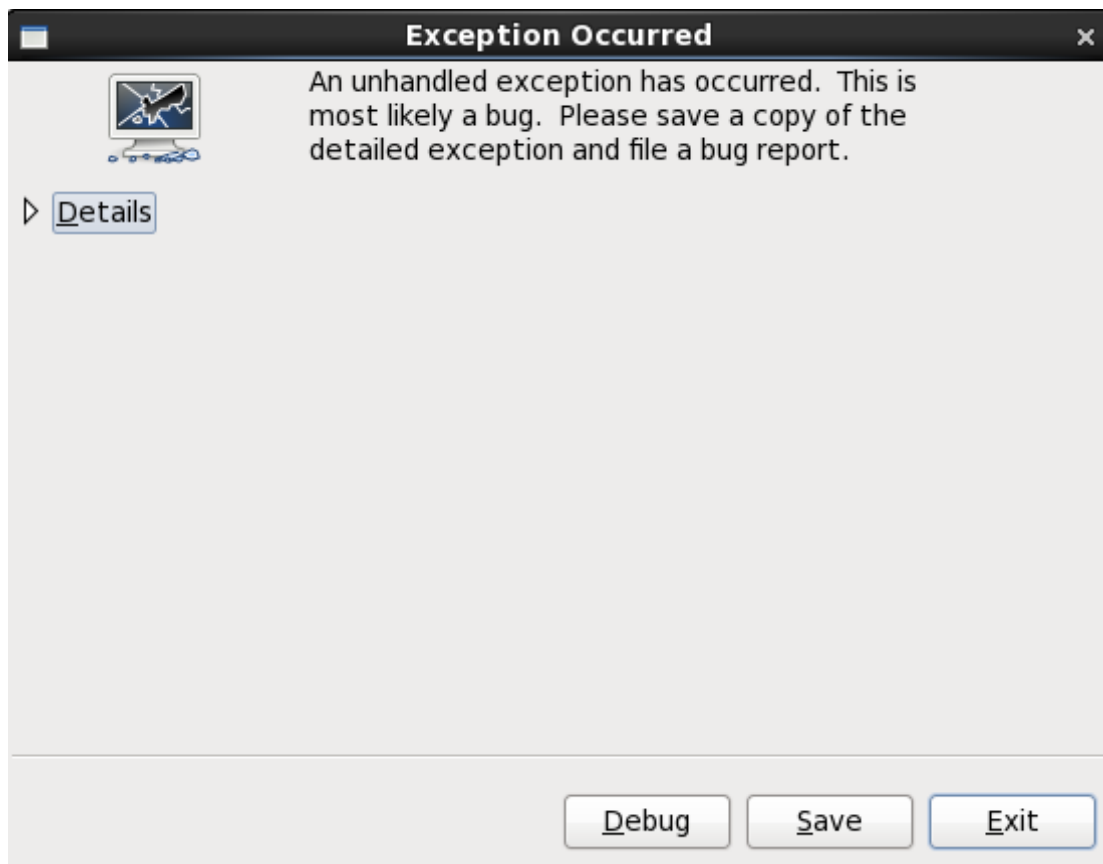 Exception Occurred
An unhandled exception has occurred. This is
most likely a bug. Please save a copy of the
detailed exception and file a bug report.
Details
Debug Save Exit